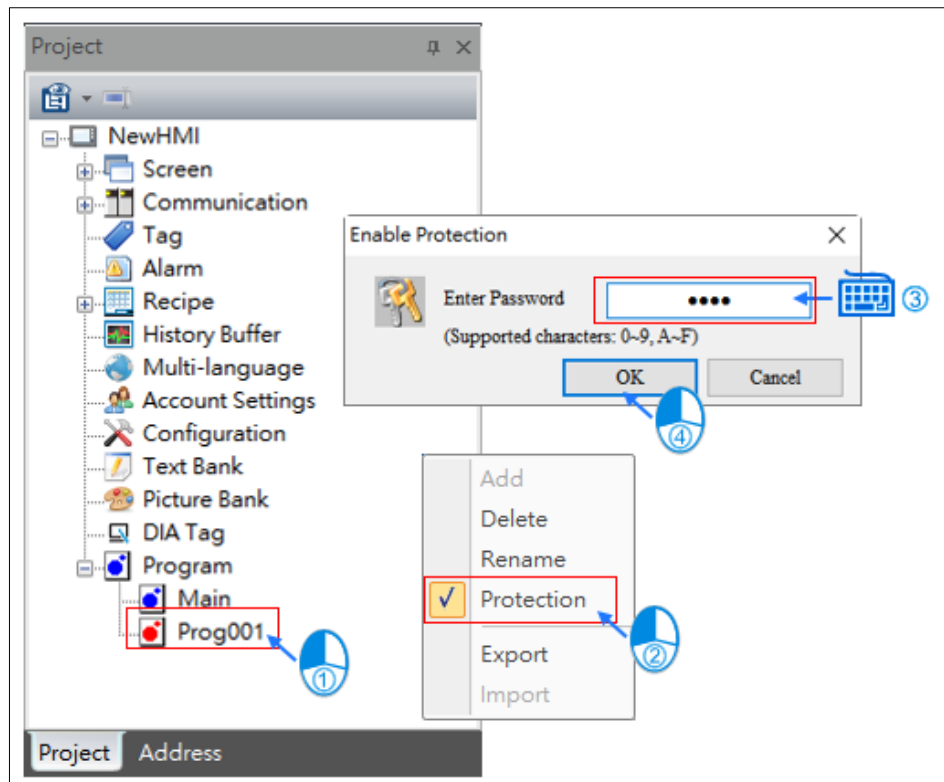 Project
NewHMI
Screen
Communication
Tag
Alarm
Recipe
History Buffer
Multi-language
Account Settings
Configuration
Text Bank
Picture Bank
DIA Tag
Program
Main
Prog001
①
Project Address
Enable Protection
Enter Password ••••
③
(Supported characters: 0~9, A~F)
OK Cancel
④
Add
Delete
Rename
Protection
②
Export
Import